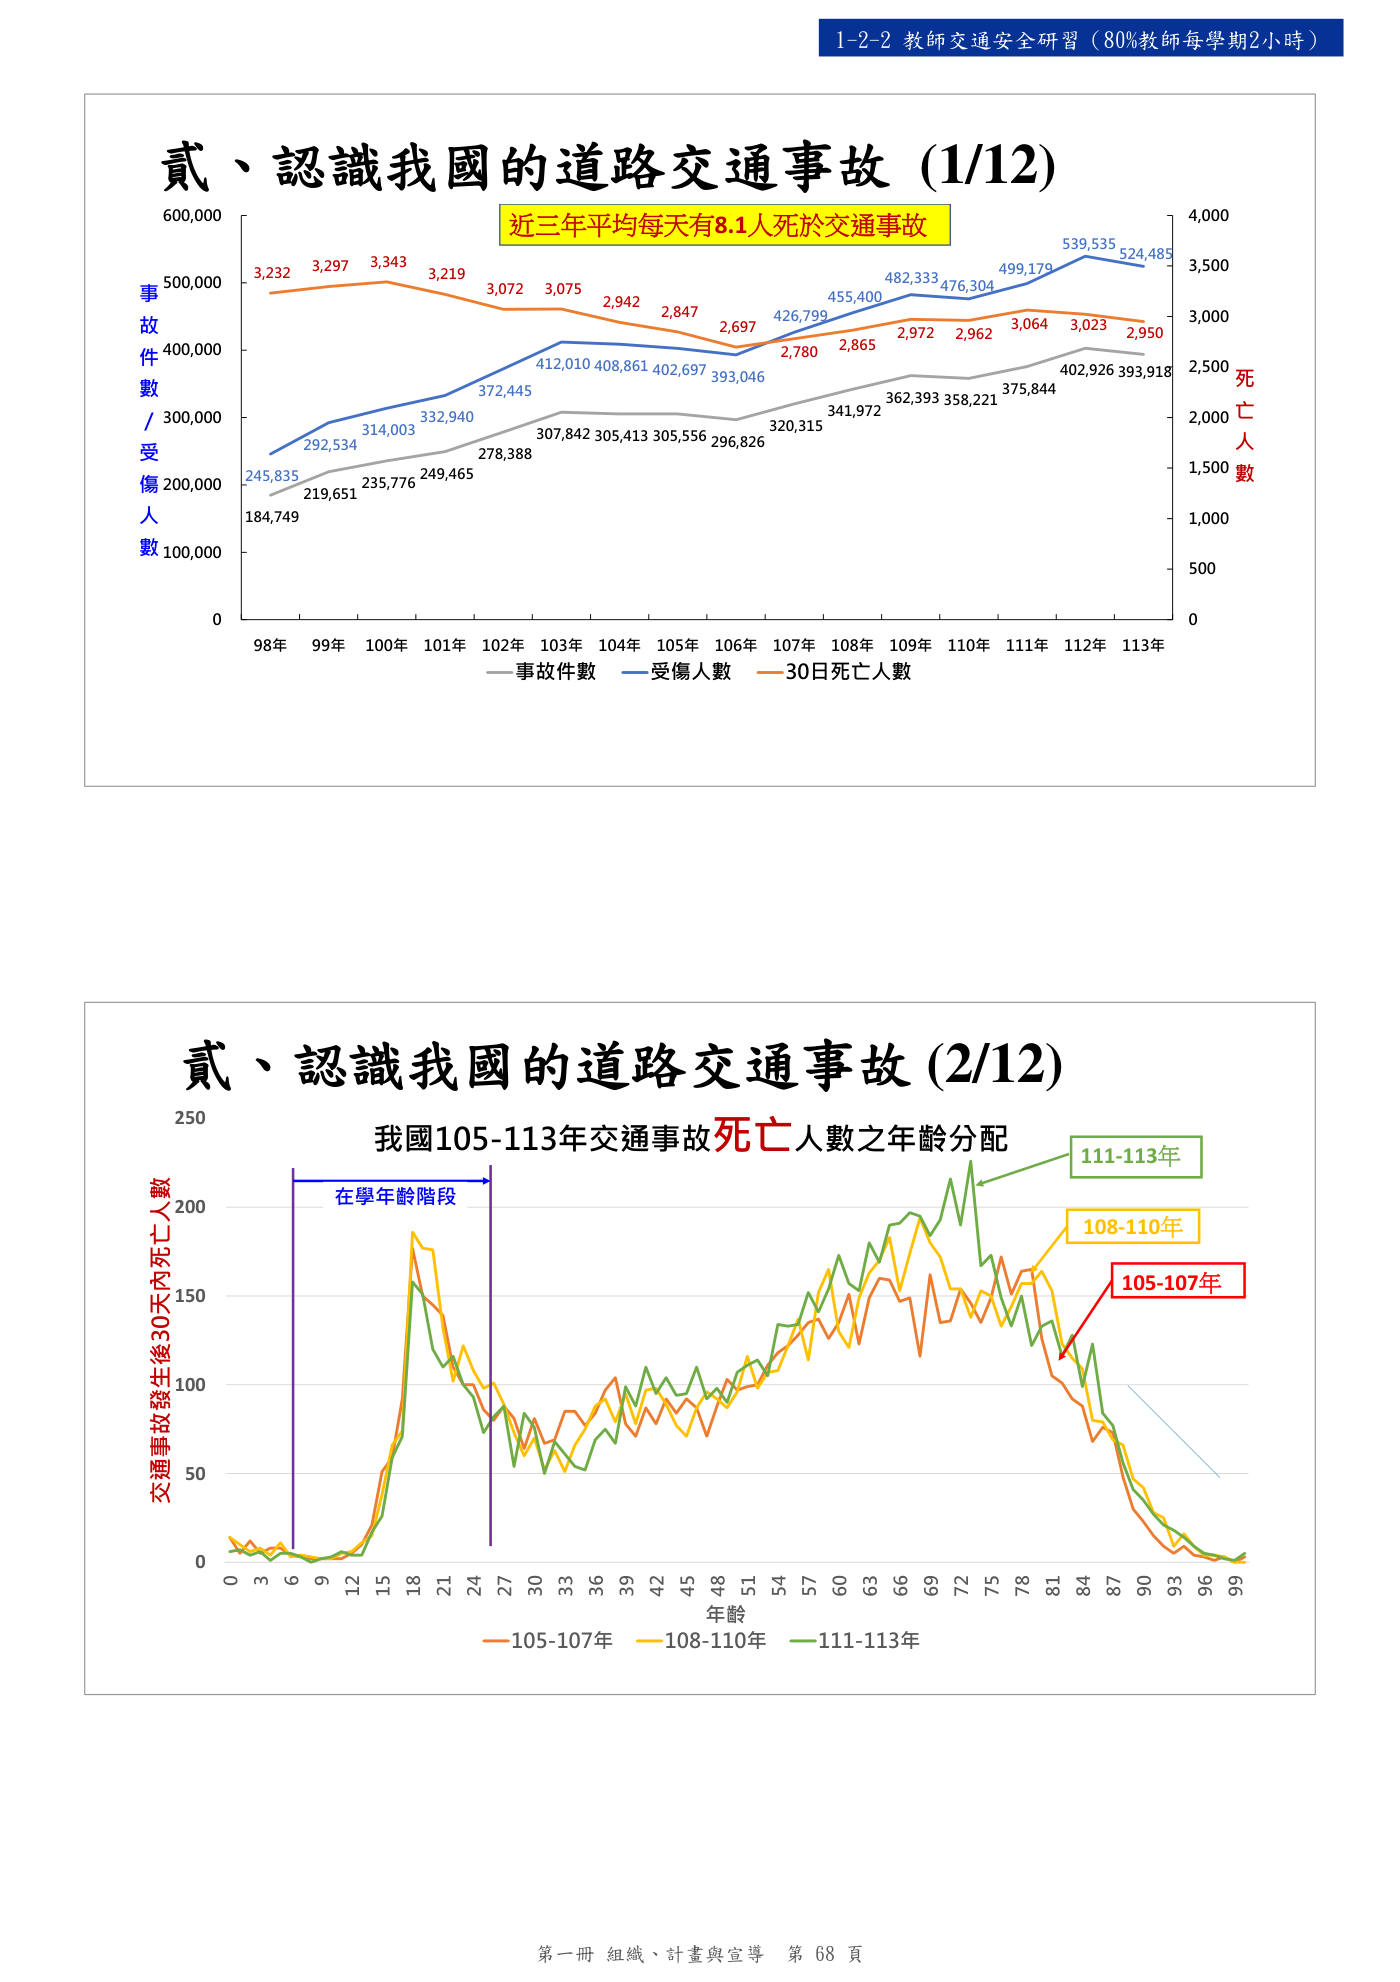 1-2-2 教師交通安全研習（80%教師每學期2小時）
貳、認識我國的道路交通事故 (1/12)
近三年平均每天有8.1人死於交通事故
事故件數/受傷人數
600,000
500,000
400,000
300,000
200,000
100,000
0
4,000
3,500
3,000
2,500
2,000
1,500
1,000
500
0
死亡人數
3,232 3,297 3,343 3,219 3,072 3,075 2,942 2,847 2,697 2,780 2,865 2,972 2,962 3,064 3,023 2,950
245,835 292,534 314,003 332,940 372,445 412,010 408,861 402,697 393,046 426,799 455,400 482,333 476,304 499,179 539,535 524,485
184,749 219,651 235,776 249,465 278,388 307,842 305,413 305,556 296,826 320,315 341,972 362,393 358,221 375,844 402,926 393,918
98年 99年 100年 101年 102年 103年 104年 105年 106年 107年 108年 109年 110年 111年 112年 113年
事故件數 受傷人數 30日死亡人數
貳、認識我國的道路交通事故 (2/12)
我國105-113年交通事故死亡人數之年齡分配
交通事故發生後30天內死亡人數
250
200
150
100
50
0
在學年齡階段
111-113年
108-110年
105-107年
0 3 6 9 12 15 18 21 24 27 30 33 36 39 42 45 48 51 54 57 60 63 66 69 72 75 78 81 84 87 90 93 96 99
年齡
105-107年 108-110年 111-113年
第一冊 組織、計畫與宣導 第 68 頁